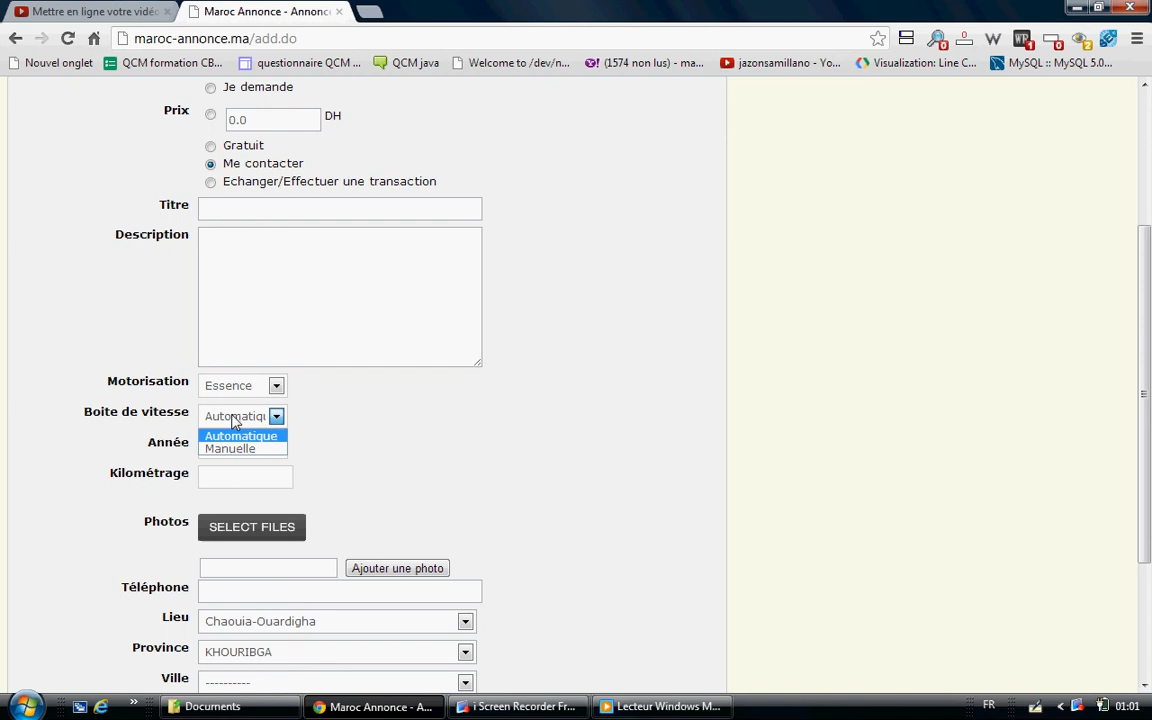 Mettre en ligne votre vidéo
Maroc Annonce - Annonc
maroc-annonce.ma/add.do
Nouvel onglet
QCM formation CB...
questionnaire QCM ...
QCM java
Welcome to /dev/n...
(1574 non lus) - ma...
jazonsamillano - Yo...
Visualization: Line C...
MySQL :: MySQL 5.0...
Je demande
Prix
0.0 DH
Gratuit
Me contacter
Echanger/Effectuer une transaction
Titre
Description
Motorisation Essence
Boite de vitesse Automatiqu
Automatique
Année
Manuelle
Kilométrage
Photos SELECT FILES
Ajouter une photo
Téléphone
Lieu Chaouia-Ouardigha
Province KHOURIBGA
Ville ----------
Documents
Maroc Annonce - A...
i Screen Recorder Fr...
Lecteur Windows M...
FR
01:01